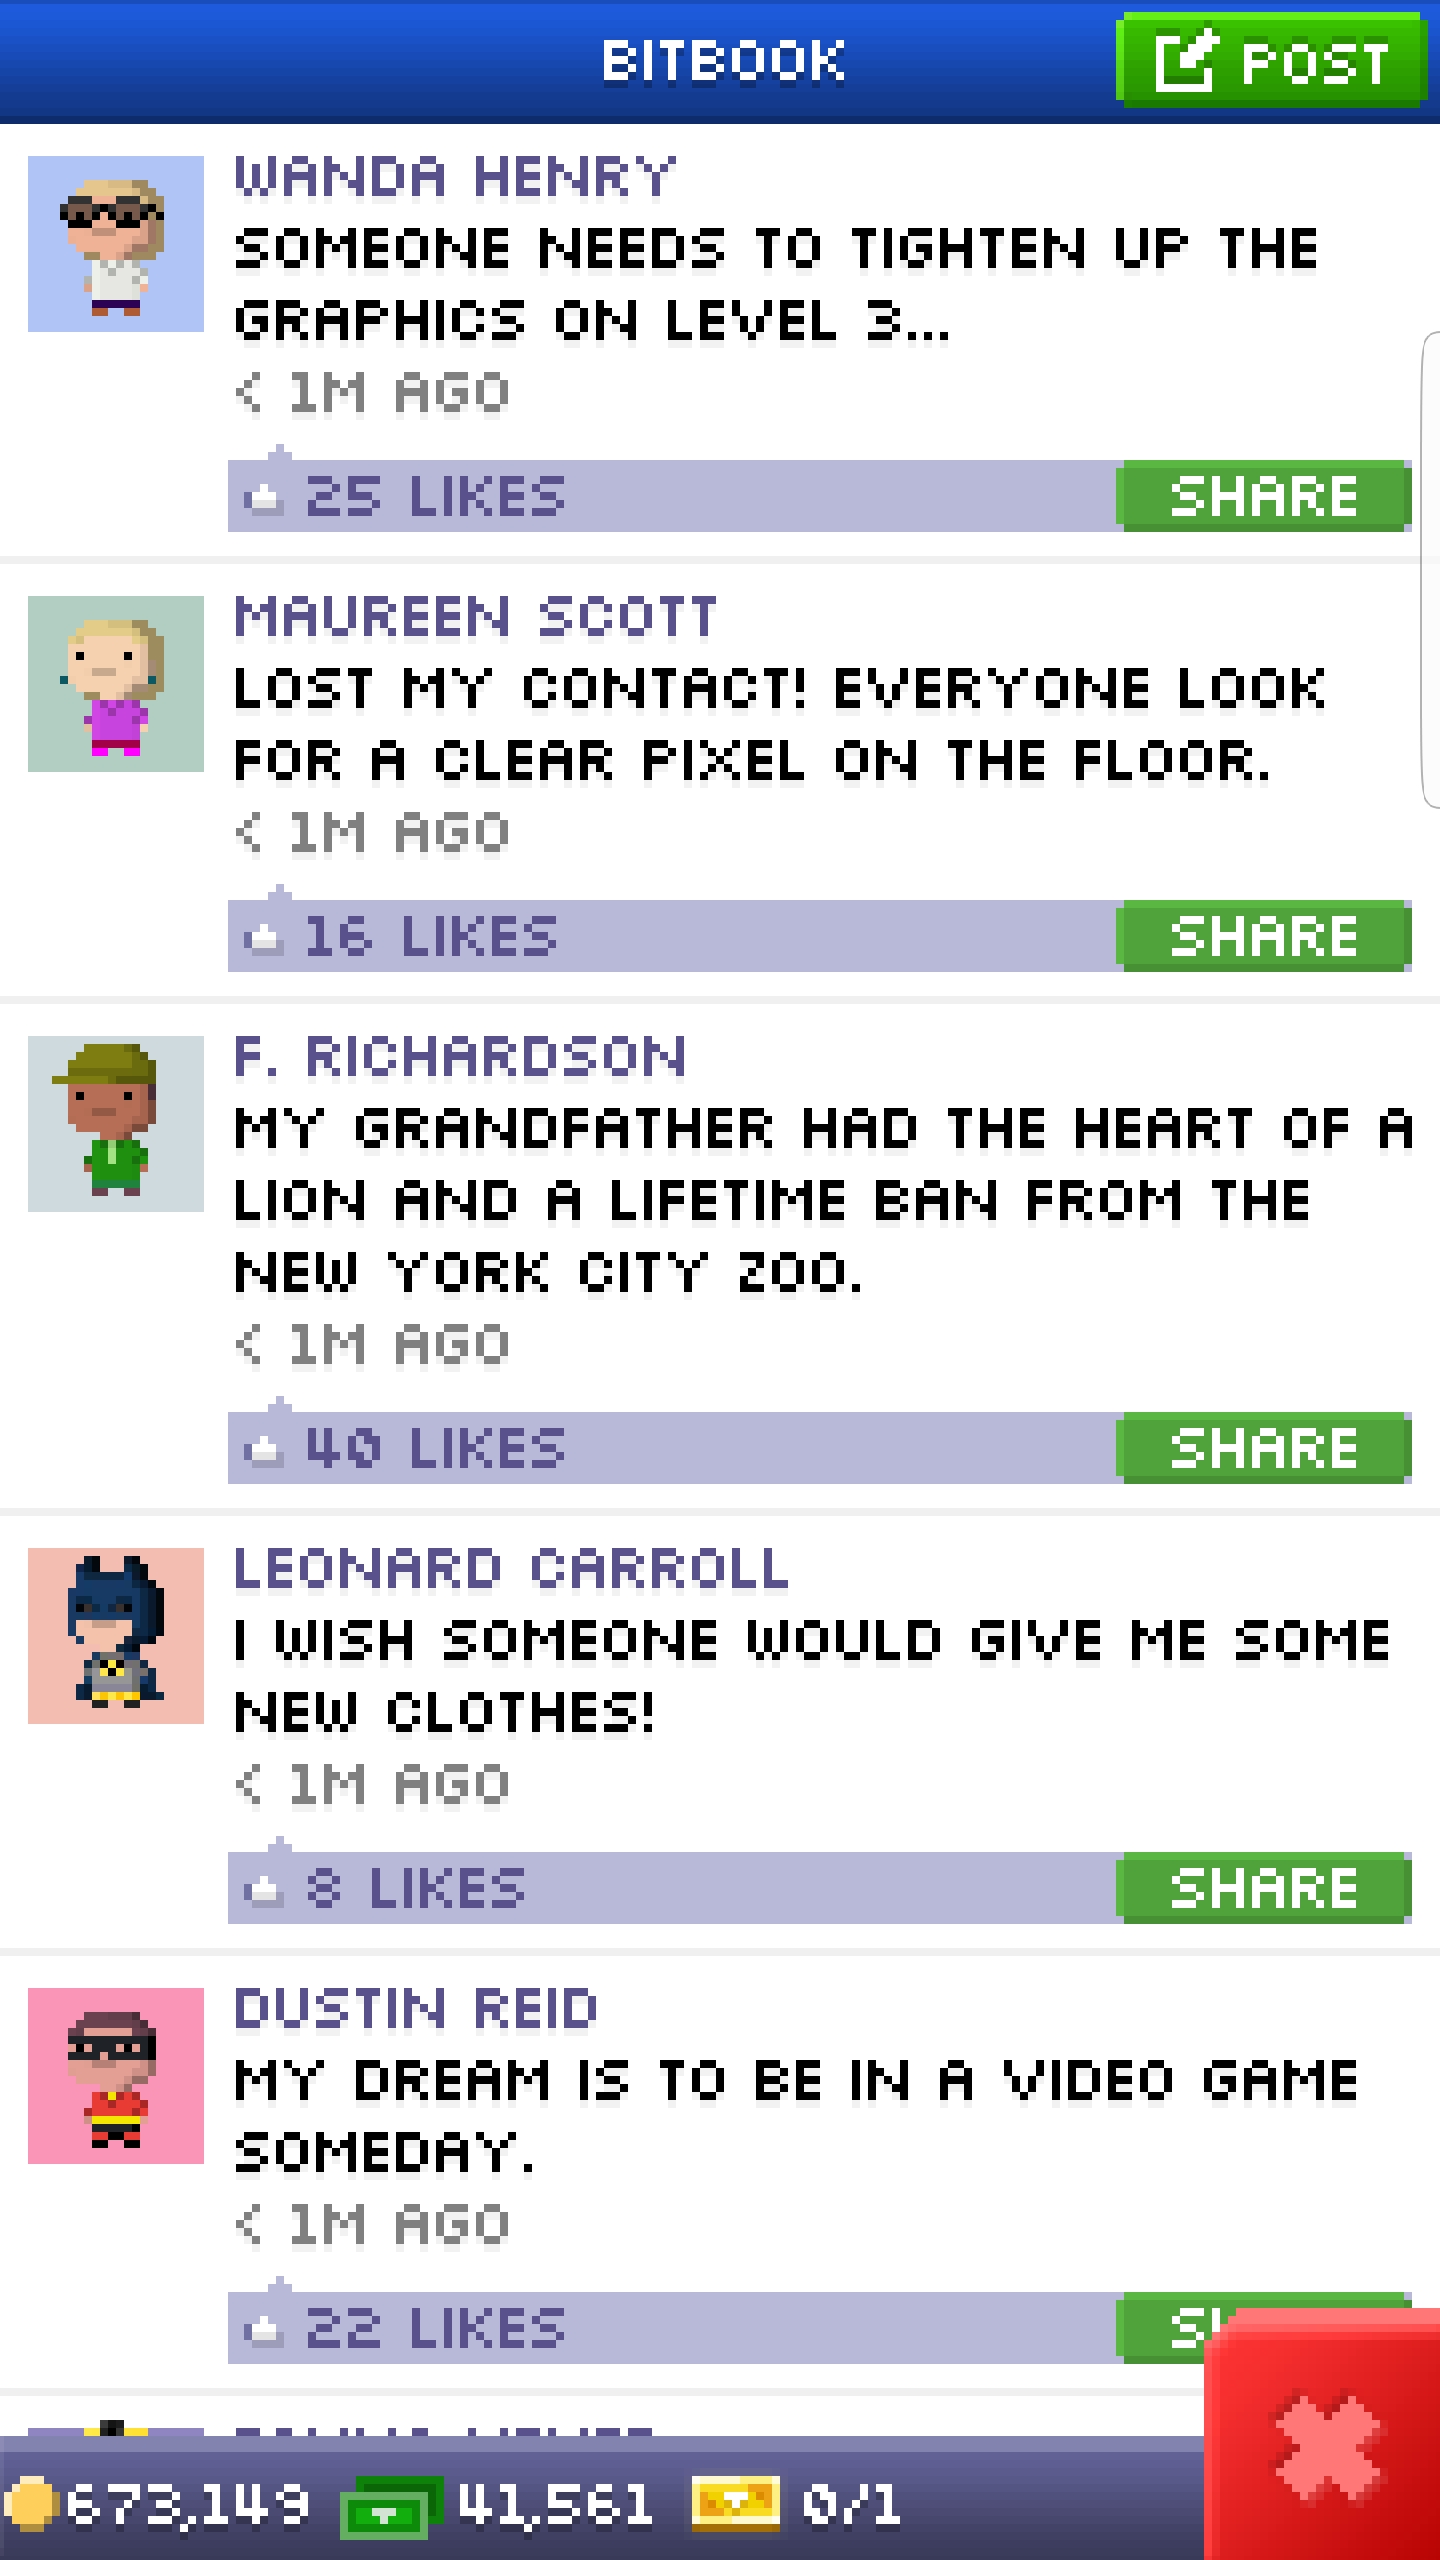 BITBOOK
POST
WANDA HENRY
SOMEONE NEEDS TO TIGHTEN UP THE
GRAPHICS ON LEVEL 3...
< 1M AGO
25 LIKES
SHARE
MAUREEN SCOTT
LOST MY CONTACT! EVERYONE LOOK
FOR A CLEAR PIXEL ON THE FLOOR.
< 1M AGO
16 LIKES
SHARE
F. RICHARDSON
MY GRANDFATHER HAD THE HEART OF A
LION AND A LIFETIME BAN FROM THE
NEW YORK CITY ZOO.
< 1M AGO
40 LIKES
SHARE
LEONARD CARROLL
I WISH SOMEONE WOULD GIVE ME SOME
NEW CLOTHES!
< 1M AGO
8 LIKES
SHARE
DUSTIN REID
MY DREAM IS TO BE IN A VIDEO GAME
SOMEDAY.
< 1M AGO
22 LIKES
673,149
41,561
0/1